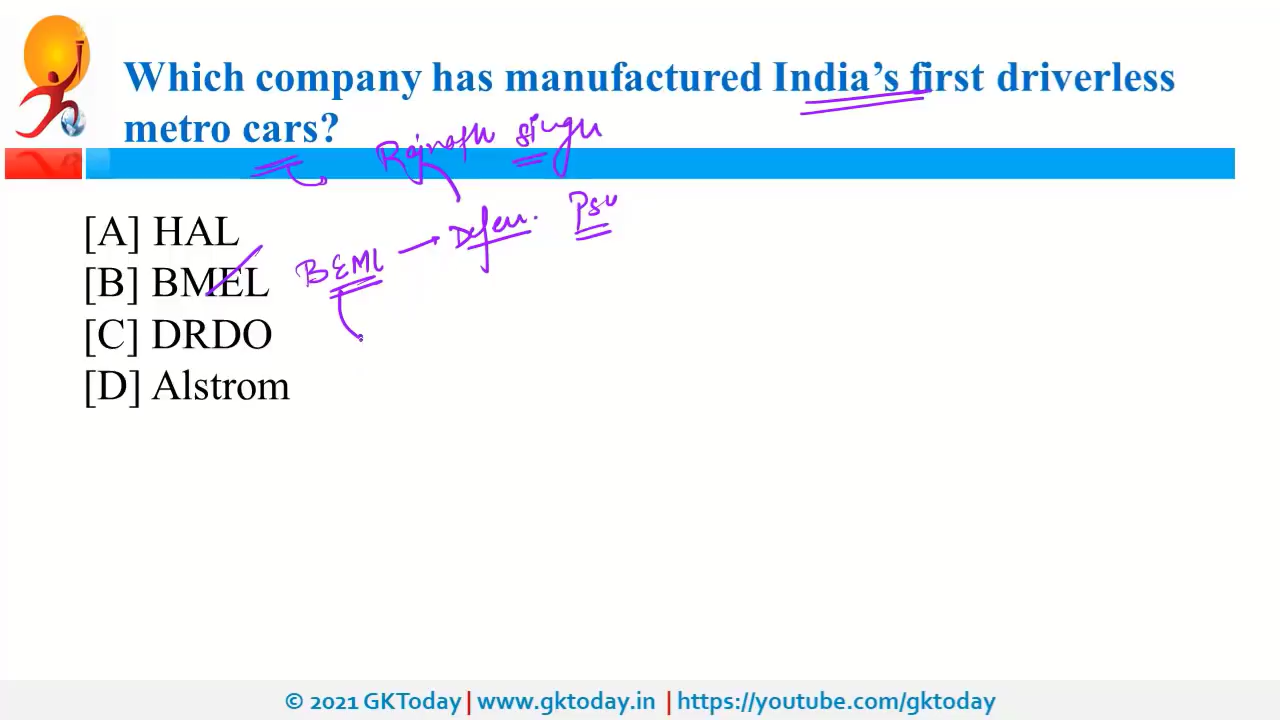 Which company has manufactured India's first driverless
metro cars?
Rajnath Singh
[A] HAL
Defen. PSU
[B] BMEL
BEML
[C] DRDO
[D] Alstrom
© 2021 GKToday | www.gktoday.in | https://youtube.com/gktoday